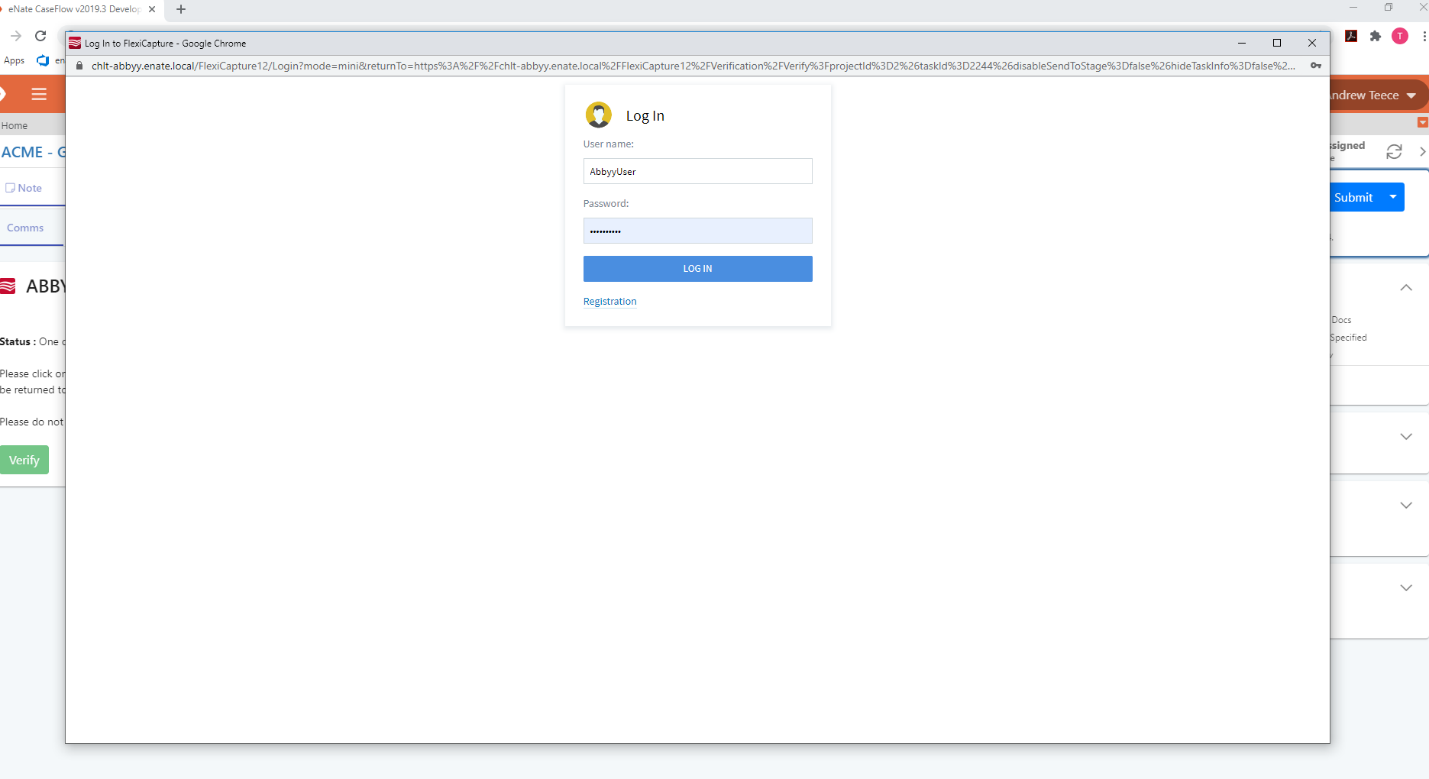 eNate CaseFlow v2019.3 Develop
Apps
en
Log In to FlexiCapture - Google Chrome
chlt-abbyy.enate.local/FlexiCapture12/Login?mode=mini&returnTo=https%3A%2F%2Fchlt-abbyy.enate.local%2FFlexiCapture12%2FVerification%2FVerify%3FprojectId%3D2%26taskId%3D2244%26disableSendToStage%3Dfalse%26hideTaskInfo%3Dfalse%2...
T
ndrew Teece
Home
ACME - G
signed
e
Note
Submit
Comms
Log In
User name:
AbbyyUser
Password:
••••••••••
LOG IN
Registration
ABBY
Docs
Specified
y
Status : One c
Please click on
be returned to
Please do not
Verify